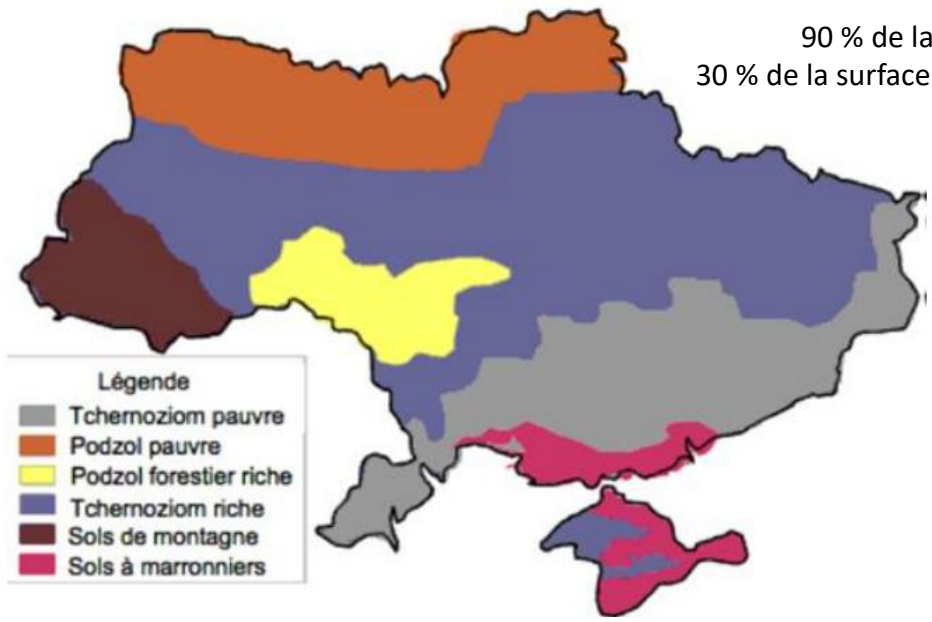 90 % de la
30 % de la surface
Légende
Tchernoziom pauvre
Podzol pauvre
Podzol forestier riche
Tchernoziom riche
Sols de montagne
Sols à marronniers